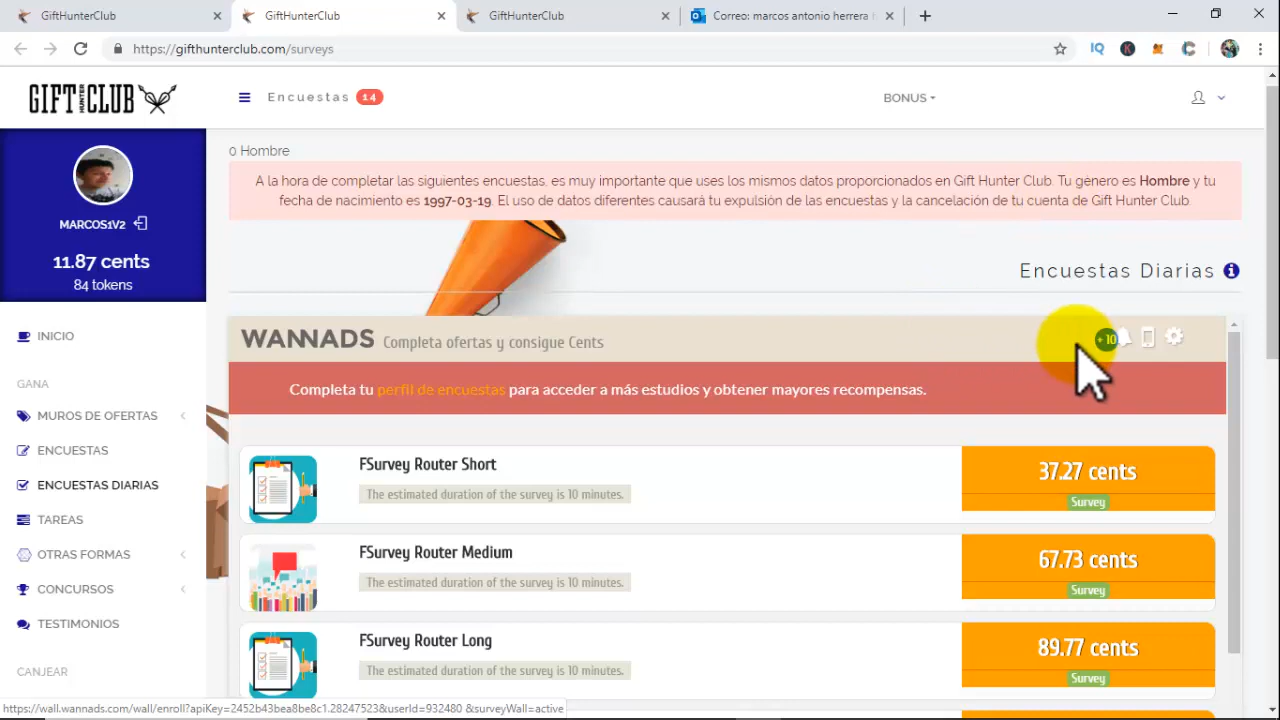 GiftHunterClub
GiftHunterClub
GiftHunterClub
Correo: marcos antonio herrera
https://gifthunterclub.com/surveys
GIFT HUNTER CLUB
Encuestas 14
BONUS
0 Hombre
A la hora de completar las siguientes encuestas, es muy importante que uses los mismos datos proporcionados en Gift Hunter Club. Tu género es Hombre y tu
fecha de nacimiento es 1997-03-19. El uso de datos diferentes causará tu expulsión de las encuestas y la cancelación de tu cuenta de Gift Hunter Club.
MARCOS1V2
11.87 cents
84 tokens
Encuestas Diarias
INICIO
GANA
MUROS DE OFERTAS
ENCUESTAS
ENCUESTAS DIARIAS
TAREAS
OTRAS FORMAS
CONCURSOS
TESTIMONIOS
CANJEAR
WANNADS Completa ofertas y consigue Cents
+ 10
Completa tu perfil de encuestas para acceder a más estudios y obtener mayores recompensas.
FSurvey Router Short
The estimated duration of the survey is 10 minutes.
37.27 cents
Survey
FSurvey Router Medium
The estimated duration of the survey is 10 minutes.
67.73 cents
Survey
FSurvey Router Long
The estimated duration of the survey is 10 minutes.
89.77 cents
Survey
https://wall.wannads.com/wall/enroll?apiKey=2452b43bea8be8c1.28247523&userId=932480 &surveyWall=active